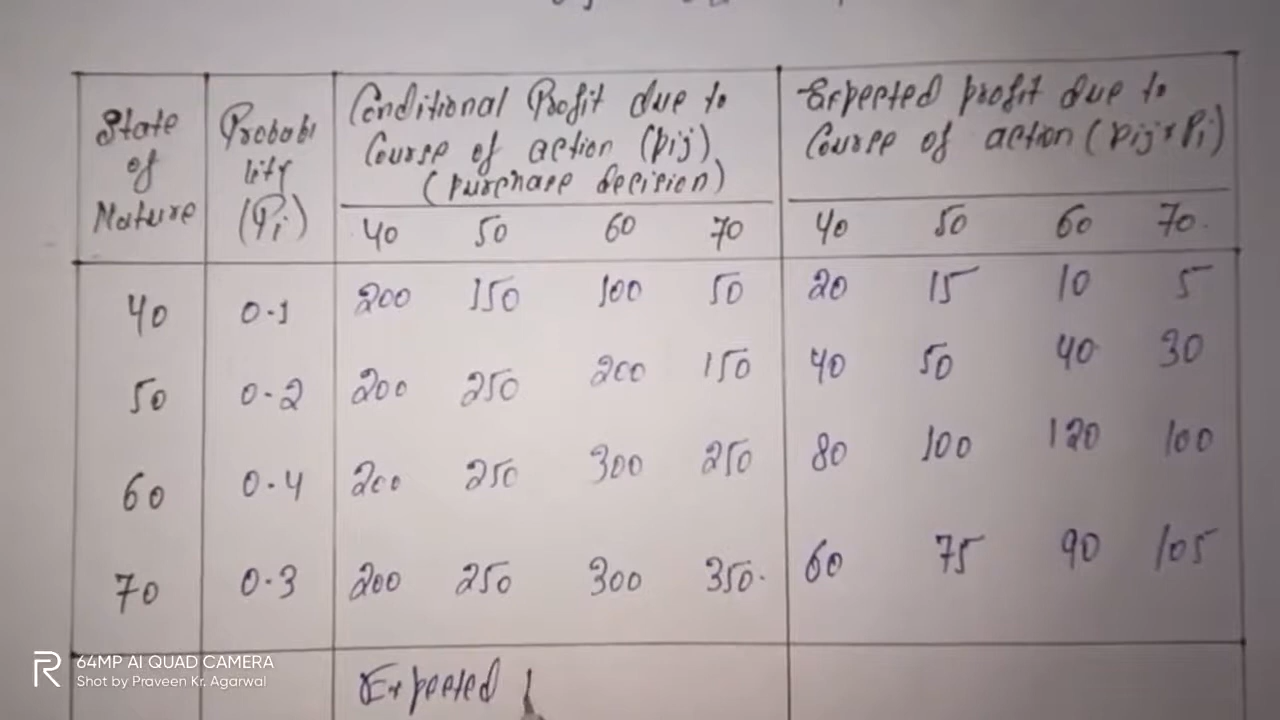 State of Nature | Probabi lity (Pi) | Conditional Profit due to Course of action (Pij) (purchase decision) | Expected profit due to Course of action (Pij×Pi)
40 50 60 70 40 50 60 70.
40 0.1 200 150 100 50 20 15 10 5
50 0.2 200 250 200 150 40 50 40 30
60 0.4 200 250 300 250 80 100 120 100
70 0.3 200 250 300 350. 60 75 90 105
Expected
64MP AI QUAD CAMERA
Shot by Praveen Kr. Agarwal